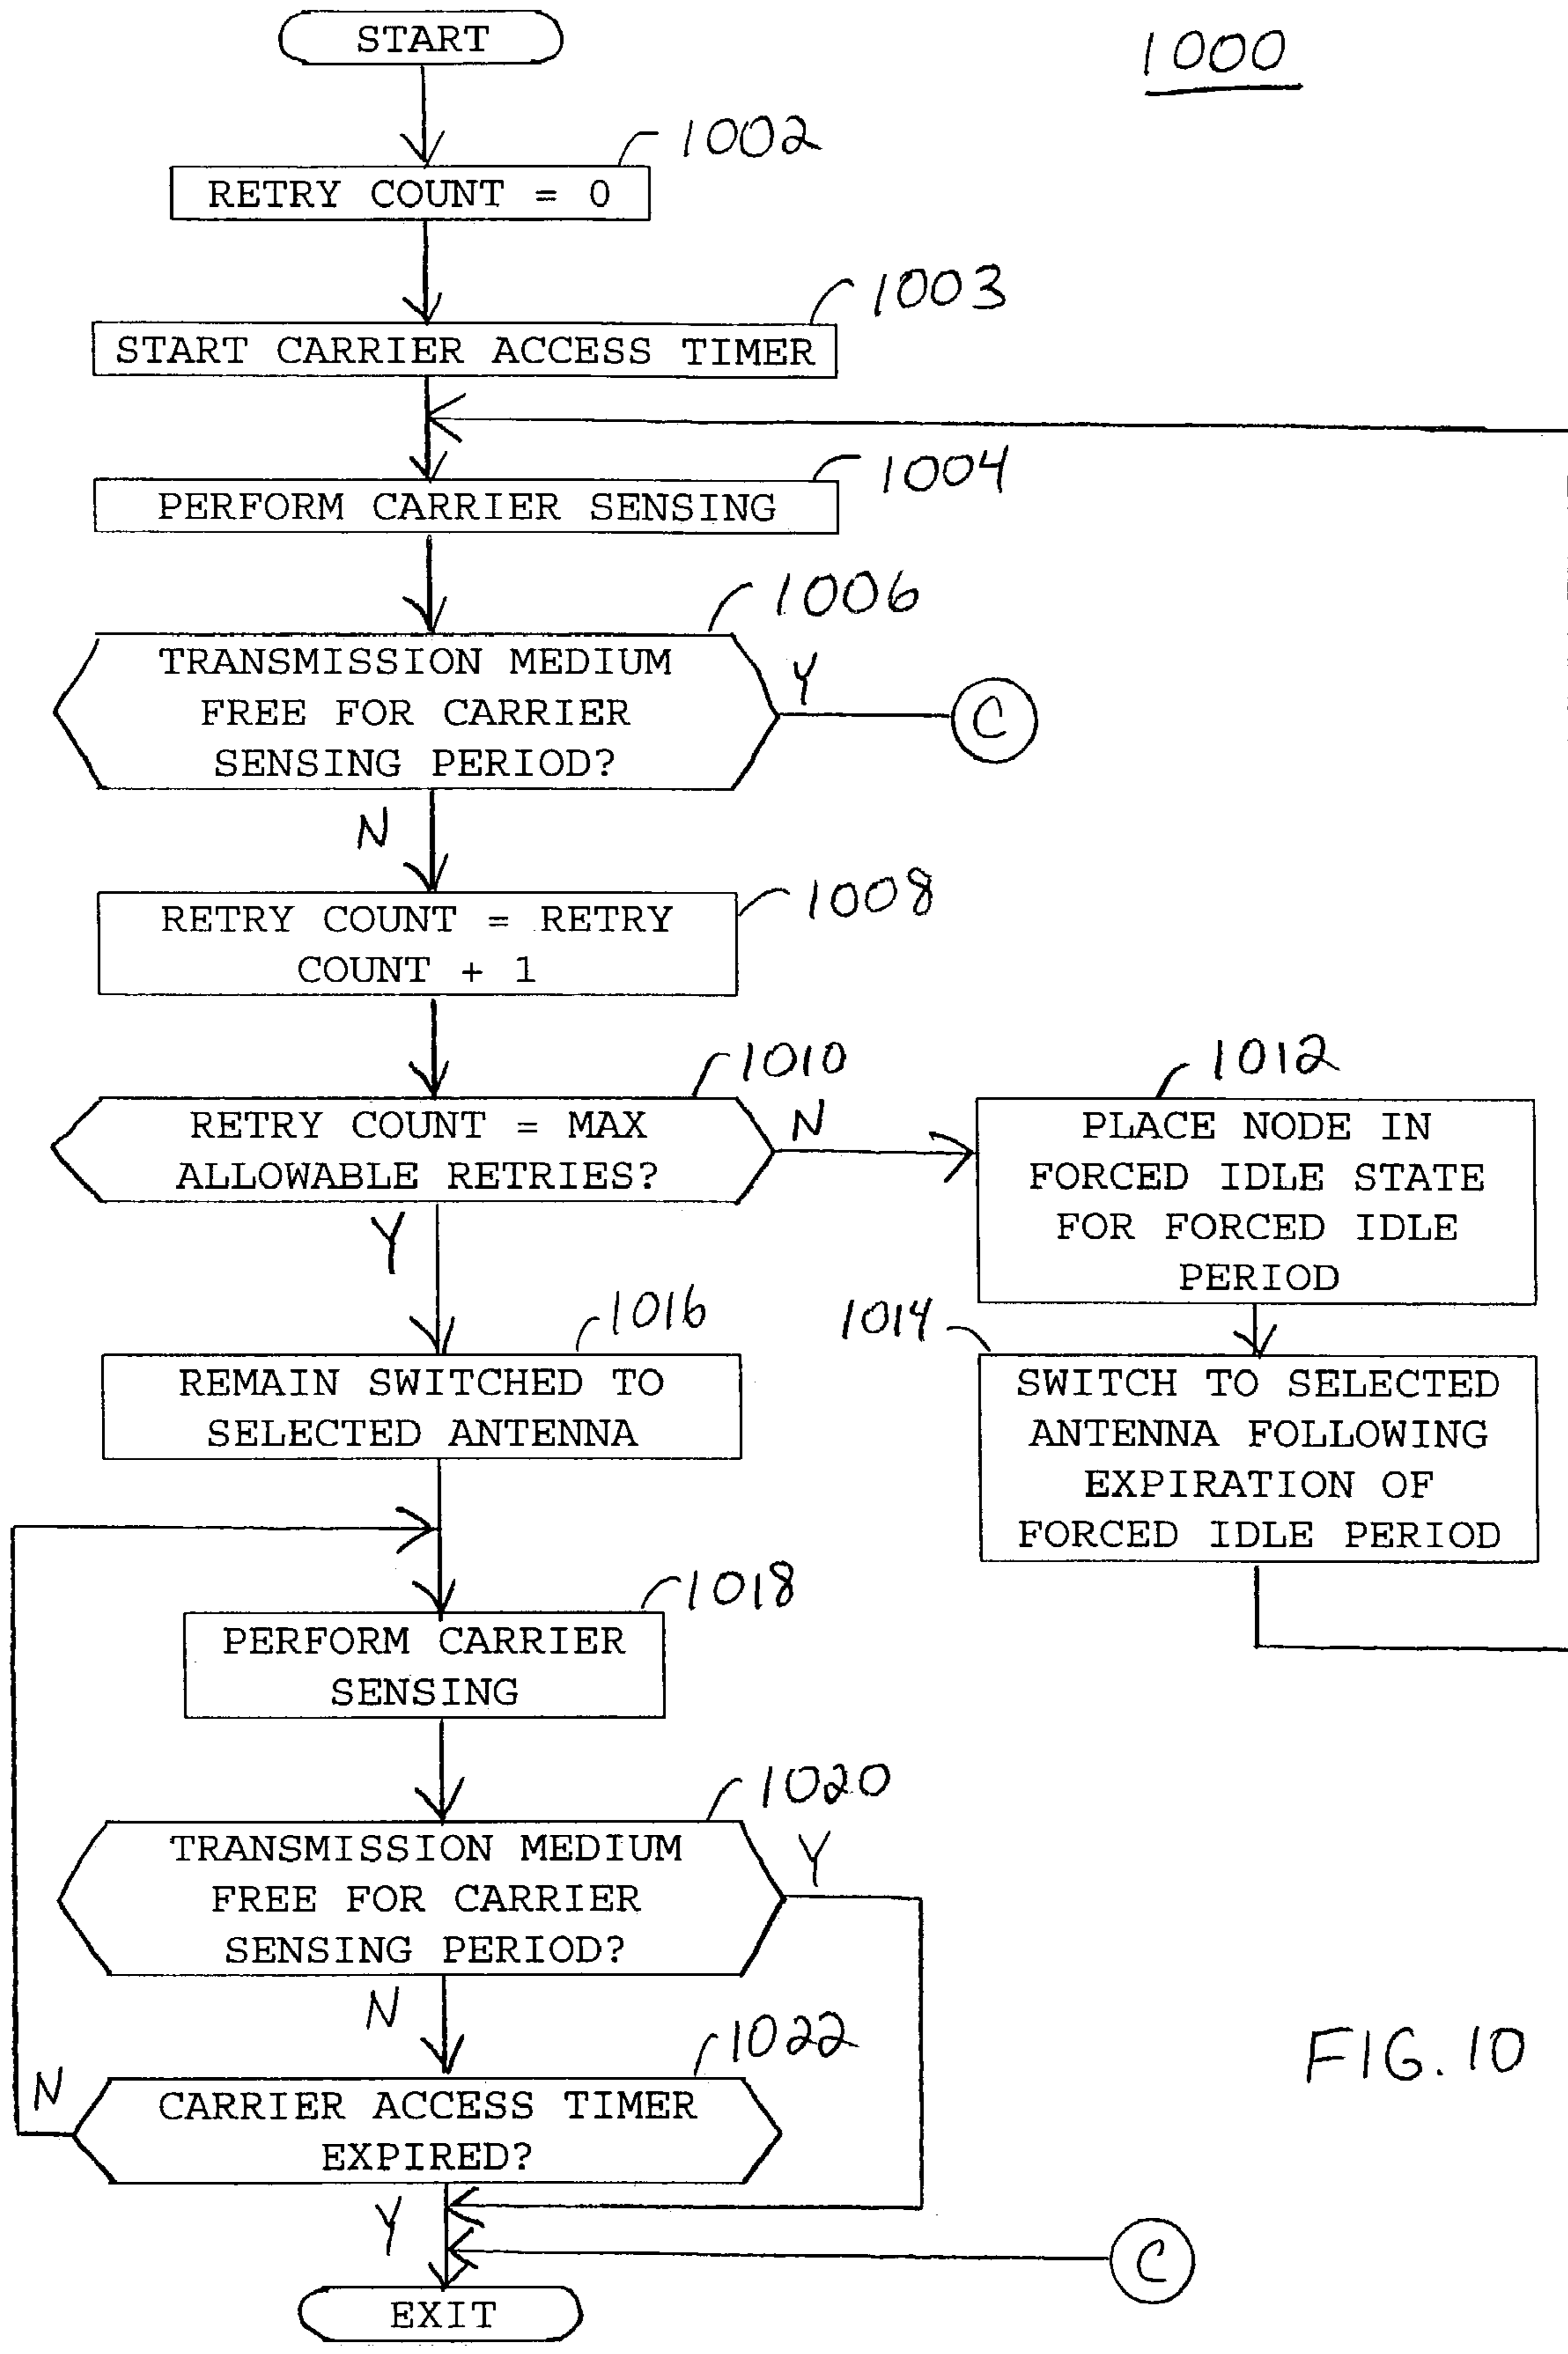 START
1000
1002
RETRY COUNT = 0
1003
START CARRIER ACCESS TIMER
1004
PERFORM CARRIER SENSING
1006
TRANSMISSION MEDIUM
FREE FOR CARRIER
SENSING PERIOD?
Y
C
N
1008
RETRY COUNT = RETRY
COUNT + 1
1010
RETRY COUNT = MAX
ALLOWABLE RETRIES?
N
Y
1012
PLACE NODE IN
FORCED IDLE STATE
FOR FORCED IDLE
PERIOD
1014
SWITCH TO SELECTED
ANTENNA FOLLOWING
EXPIRATION OF
FORCED IDLE PERIOD
1016
REMAIN SWITCHED TO
SELECTED ANTENNA
1018
PERFORM CARRIER
SENSING
1020
TRANSMISSION MEDIUM
FREE FOR CARRIER
SENSING PERIOD?
Y
N
1022
CARRIER ACCESS TIMER
EXPIRED?
N
Y
C
EXIT
FIG. 10